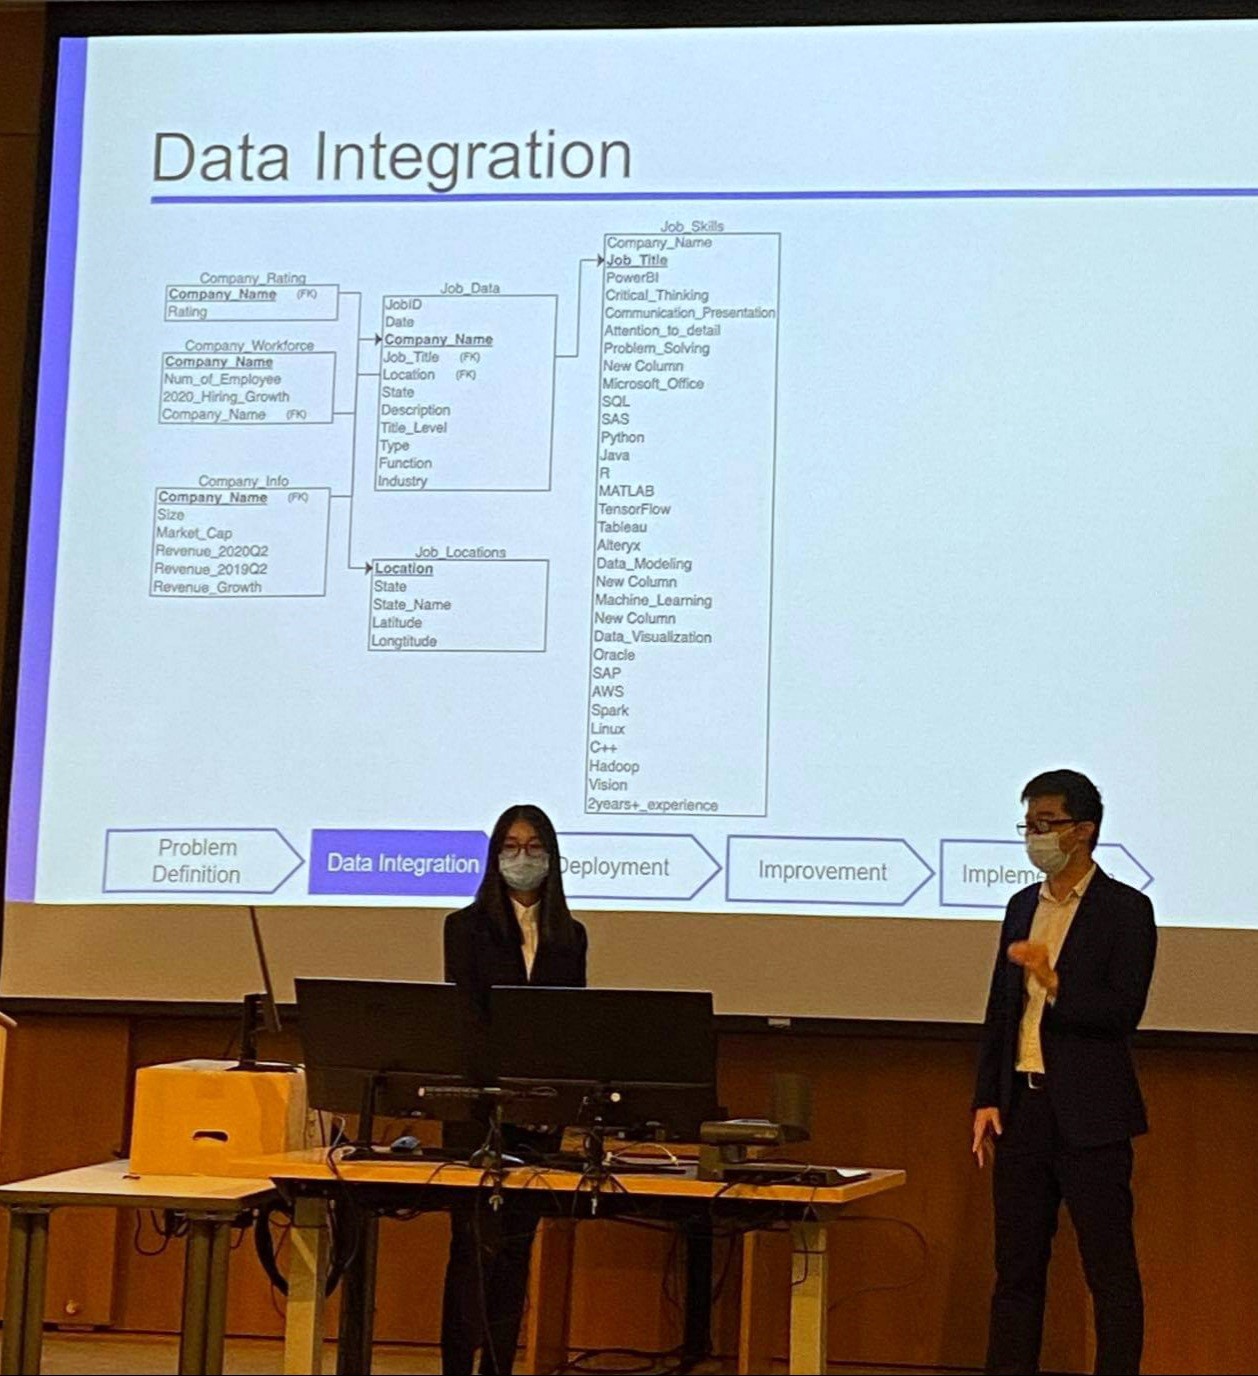 Data Integration
Company_Rating
Company_Name (FK)
Rating
Company_Workforce
Company_Name
Num_of_Employee
2020_Hiring_Growth
Company_Name (FK)
Company_Info
Company_Name (FK)
Size
Market_Cap
Revenue_2020Q2
Revenue_2019Q2
Revenue_Growth
Job_Data
JobID
Date
Company_Name
Job_Title (FK)
Location (FK)
State
Description
Title_Level
Type
Function
Industry
Job_Locations
Location
State
State_Name
Latitude
Longtitude
Job_Skills
Company_Name
Job_Title
PowerBI
Critical_Thinking
Communication_Presentation
Attention_to_detail
Problem_Solving
New Column
Microsoft_Office
SQL
SAS
Python
Java
R
MATLAB
TensorFlow
Tableau
Alteryx
Data_Modeling
New Column
Machine_Learning
New Column
Data_Visualization
Oracle
SAP
AWS
Spark
Linux
C++
Hadoop
Vision
2years+_experience
Problem
Definition
Data Integration
Deployment
Improvement